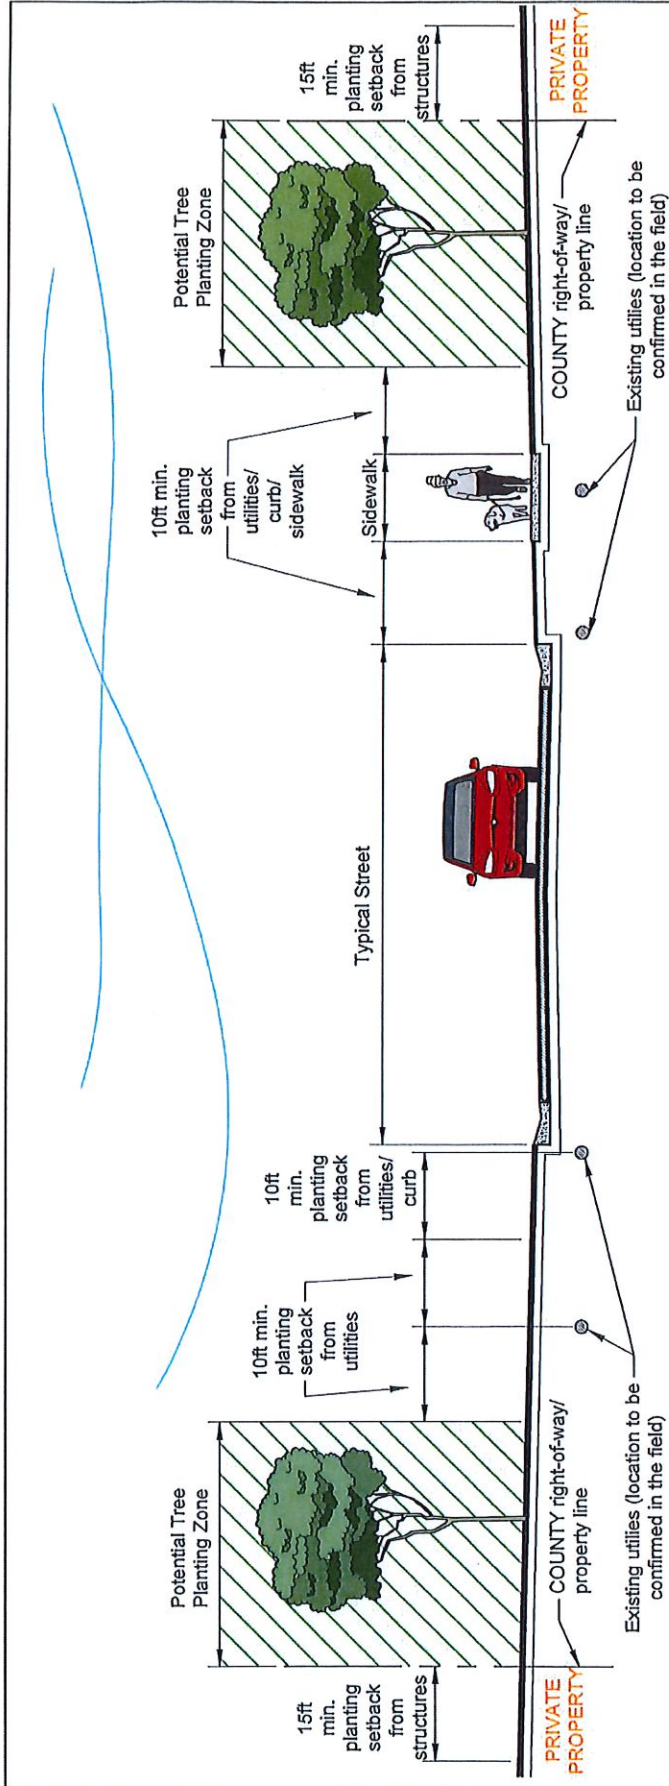 Potential Tree
Planting Zone
15ft
min.
planting
setback
from
structures
10ft min.
planting
setback
from
utilities
10ft
min.
planting
setback
from
utilities/
curb
Typical Street
10ft min.
planting
setback
from
utilities/
curb/
sidewalk
Sidewalk
Potential Tree
Planting Zone
15ft
min.
planting
setback
from
structures
PRIVATE
PROPERTY
COUNTY right-of-way/
property line
Existing utilies (location to be
confirmed in the field)
COUNTY right-of-way/
property line
Existing utilies (location to be
confirmed in the field)
PRIVATE
PROPERTY